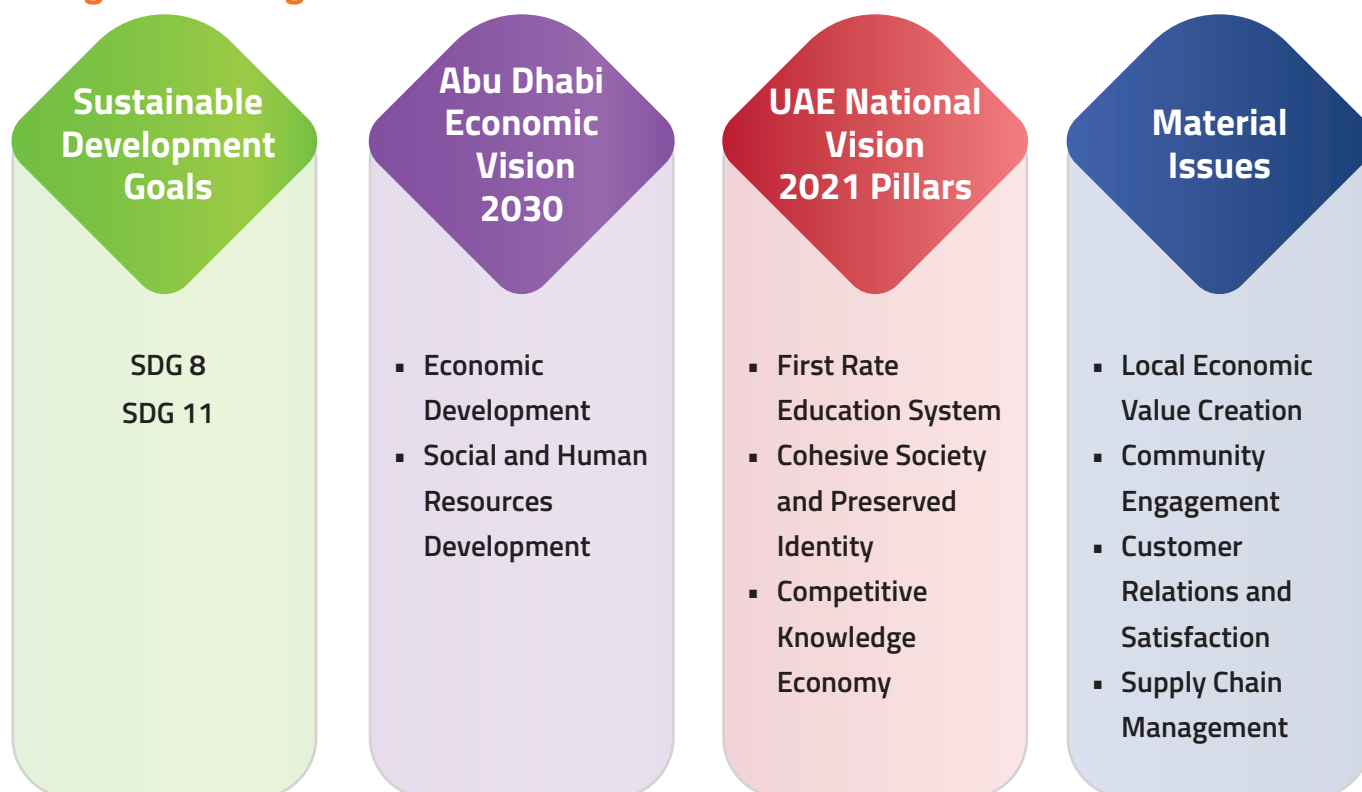 Sustainable
Development
Goals
SDG 8
SDG 11
Abu Dhabi
Economic
Vision
2030
▪ Economic
Development
▪ Social and Human
Resources
Development
UAE National
Vision
2021 Pillars
▪ First Rate
Education System
▪ Cohesive Society
and Preserved
Identity
▪ Competitive
Knowledge
Economy
Material
Issues
▪ Local Economic
Value Creation
▪ Community
Engagement
▪ Customer
Relations and
Satisfaction
▪ Supply Chain
Management